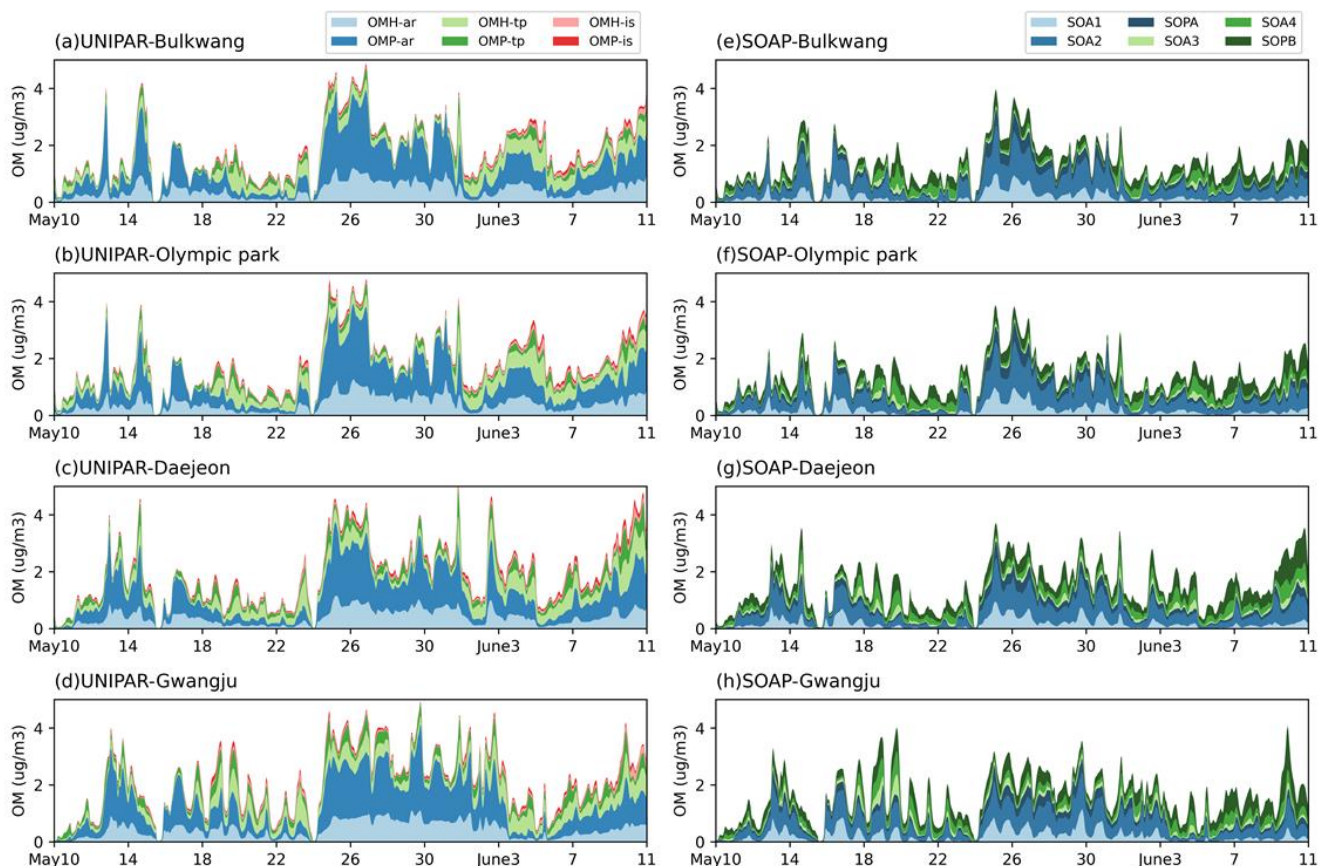 (a)UNIPAR-Bulkwang
OMH-ar OMH-tp OMH-is
OMP-ar OMP-tp OMP-is
OM (ug/m3)
4
2
0
May10 14 18 22 26 30 June3 7 11
(b)UNIPAR-Olympic park
OM (ug/m3)
4
2
0
May10 14 18 22 26 30 June3 7 11
(c)UNIPAR-Daejeon
OM (ug/m3)
4
2
0
May10 14 18 22 26 30 June3 7 11
(d)UNIPAR-Gwangju
OM (ug/m3)
4
2
0
May10 14 18 22 26 30 June3 7 11
(e)SOAP-Bulkwang
SOA1 SOPA SOA4
SOA2 SOA3 SOPB
OM (ug/m3)
4
2
0
May10 14 18 22 26 30 June3 7 11
(f)SOAP-Olympic park
OM (ug/m3)
4
2
0
May10 14 18 22 26 30 June3 7 11
(g)SOAP-Daejeon
OM (ug/m3)
4
2
0
May10 14 18 22 26 30 June3 7 11
(h)SOAP-Gwangju
OM (ug/m3)
4
2
0
May10 14 18 22 26 30 June3 7 11